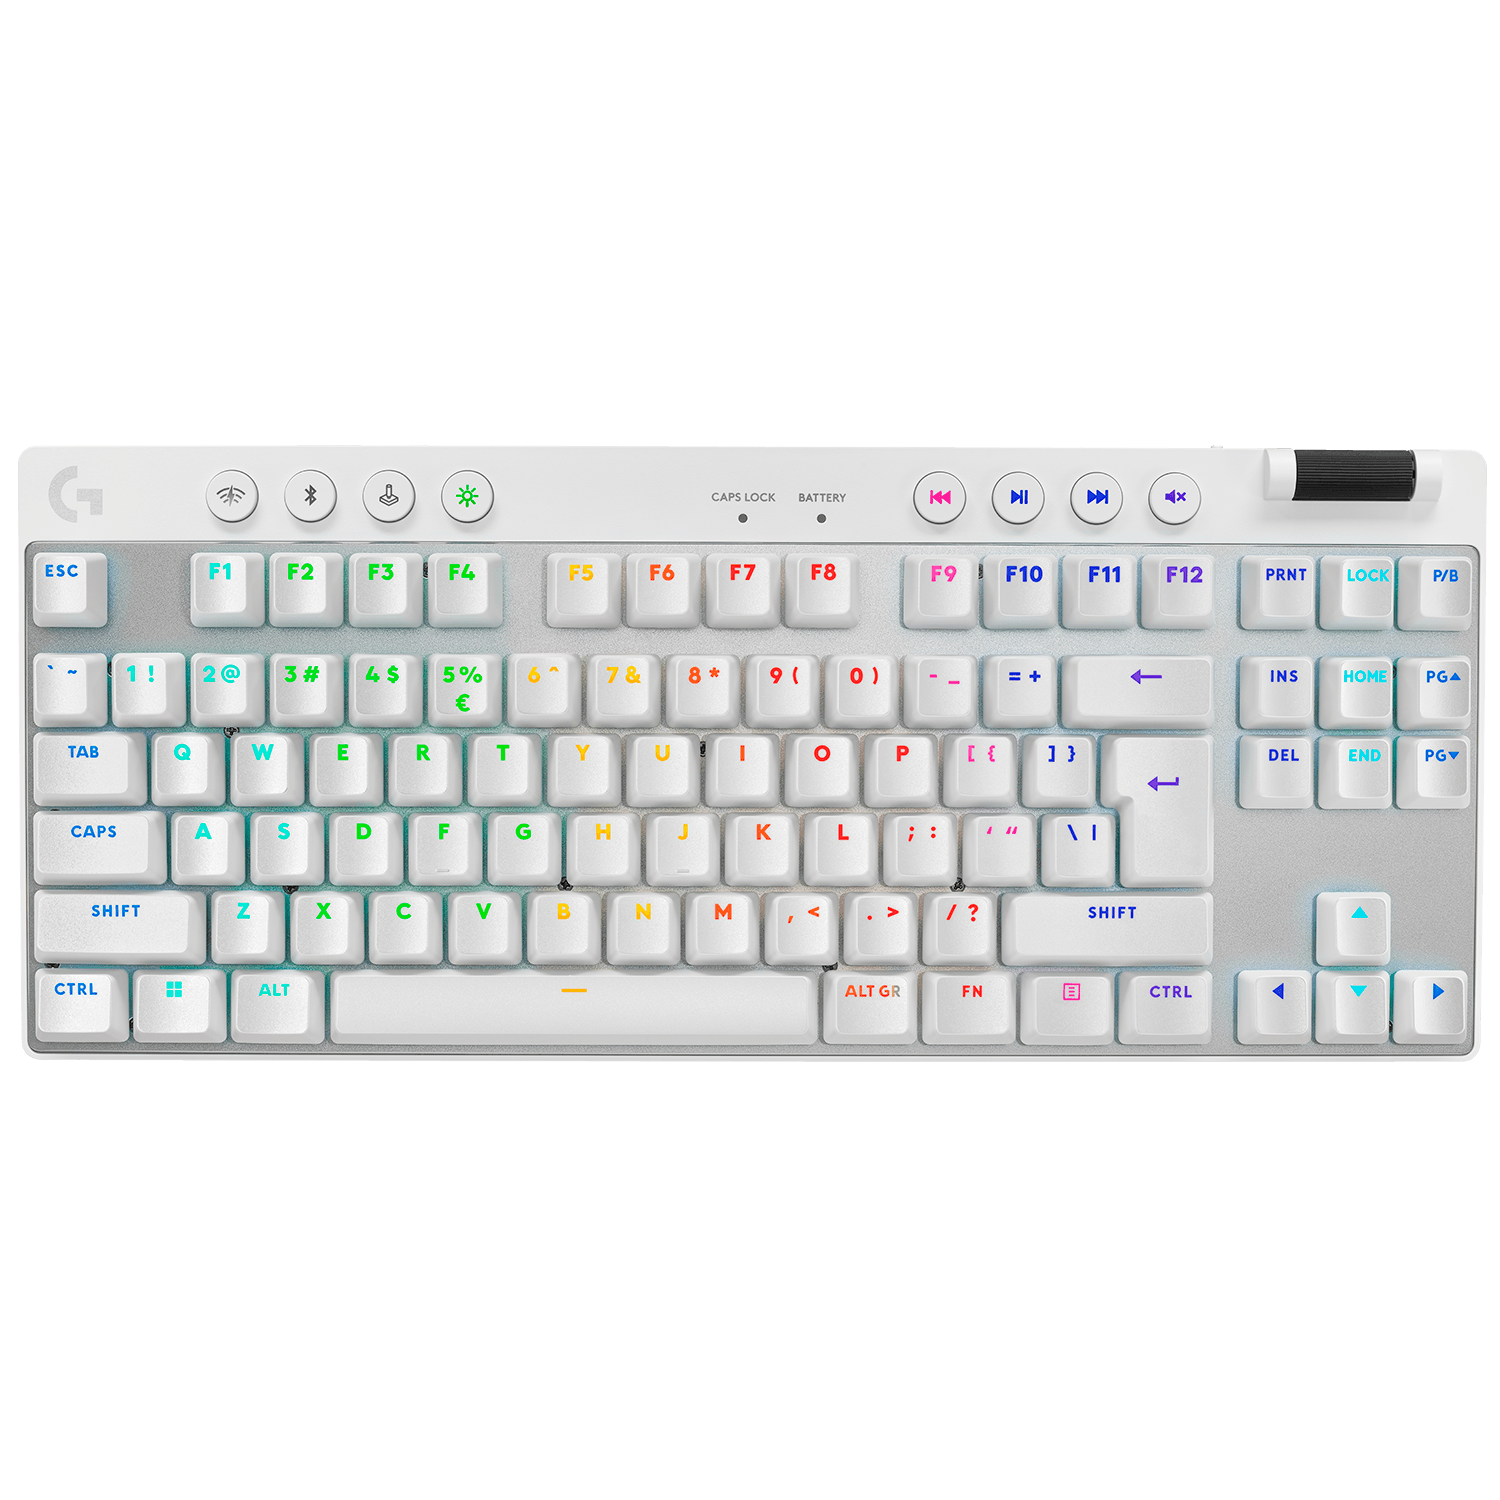 CAPS LOCK BATTERY
ESC F1 F2 F3 F4 F5 F6 F7 F8 F9 F10 F11 F12 PRNT LOCK P/B
` ~ 1 ! 2 @ 3 # 4 $ 5 % € 6 ^ 7 & 8 * 9 ( 0 ) - _ = + ← INS HOME PG▲
TAB Q W E R T Y U I O P [ { ] } ↵ DEL END PG▼
CAPS A S D F G H J K L ; : ' " \ |
SHIFT Z X C V B N M , < . > / ? SHIFT ▲
CTRL ALT ALT GR FN CTRL ◀ ▼ ▶